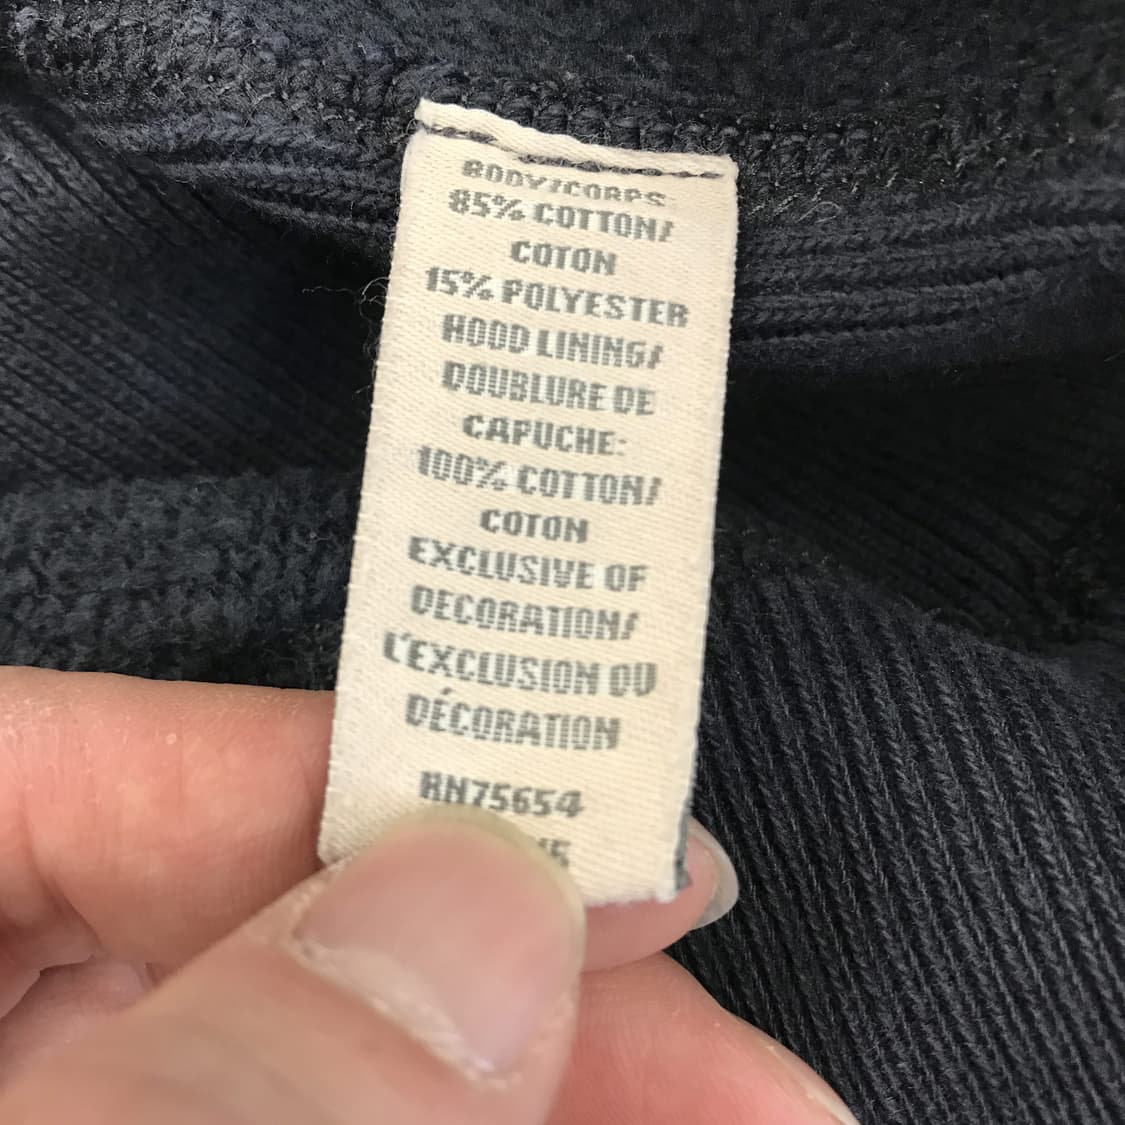 BODY/CORPS:
85% COTTON/
COTON
15% POLYESTER
HOOD LINING/
DOUBLURE DE
CAPUCHE:
100% COTTON/
COTON
EXCLUSIVE OF
DECORATION/
L'EXCLUSION DU
DÉCORATION
RN75654